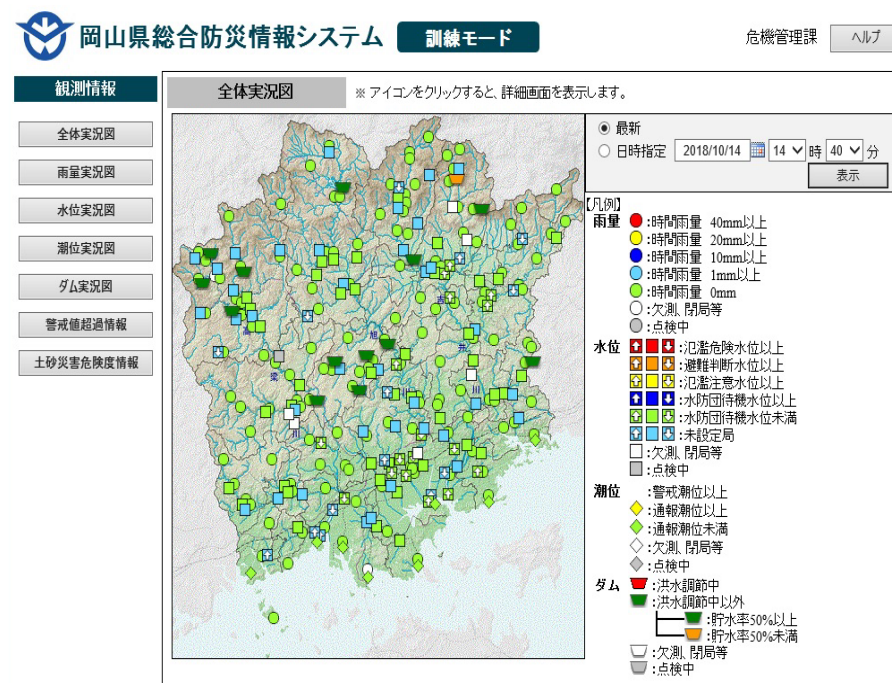 岡山県総合防災情報システム
訓練モード
危機管理課
ヘルプ
観測情報
全体実況図
雨量実況図
水位実況図
潮位実況図
ダム実況図
警戒値超過情報
土砂災害危険度情報
全体実況図
※ アイコンをクリックすると、詳細画面を表示します。
最新
日時指定 2018/10/14 14 時 40 分
表示
【凡例】
雨量 :時間雨量 40mm以上
:時間雨量 20mm以上
:時間雨量 10mm以上
:時間雨量 1mm以上
:時間雨量 0mm
:欠測、閉局等
:点検中
水位 :氾濫危険水位以上
:避難判断水位以上
:氾濫注意水位以上
:水防団待機水位以上
:水防団待機水位未満
:未設定局
:欠測、閉局等
:点検中
潮位 :警戒潮位以上
:通報潮位以上
:通報潮位未満
:欠測、閉局等
:点検中
ダム :洪水調節中
:洪水調節中以外
:貯水率50%以上
:貯水率50%未満
:欠測、閉局等
:点検中
吉
旭
高
梁
川
川
川